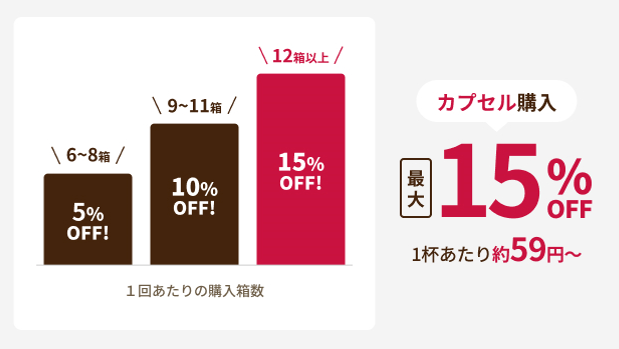 12箱以上
9~11箱
6~8箱
15%
OFF!
10%
OFF!
5%
OFF!
1回あたりの購入箱数
カプセル購入
最大
15%
OFF
1杯あたり約59円〜